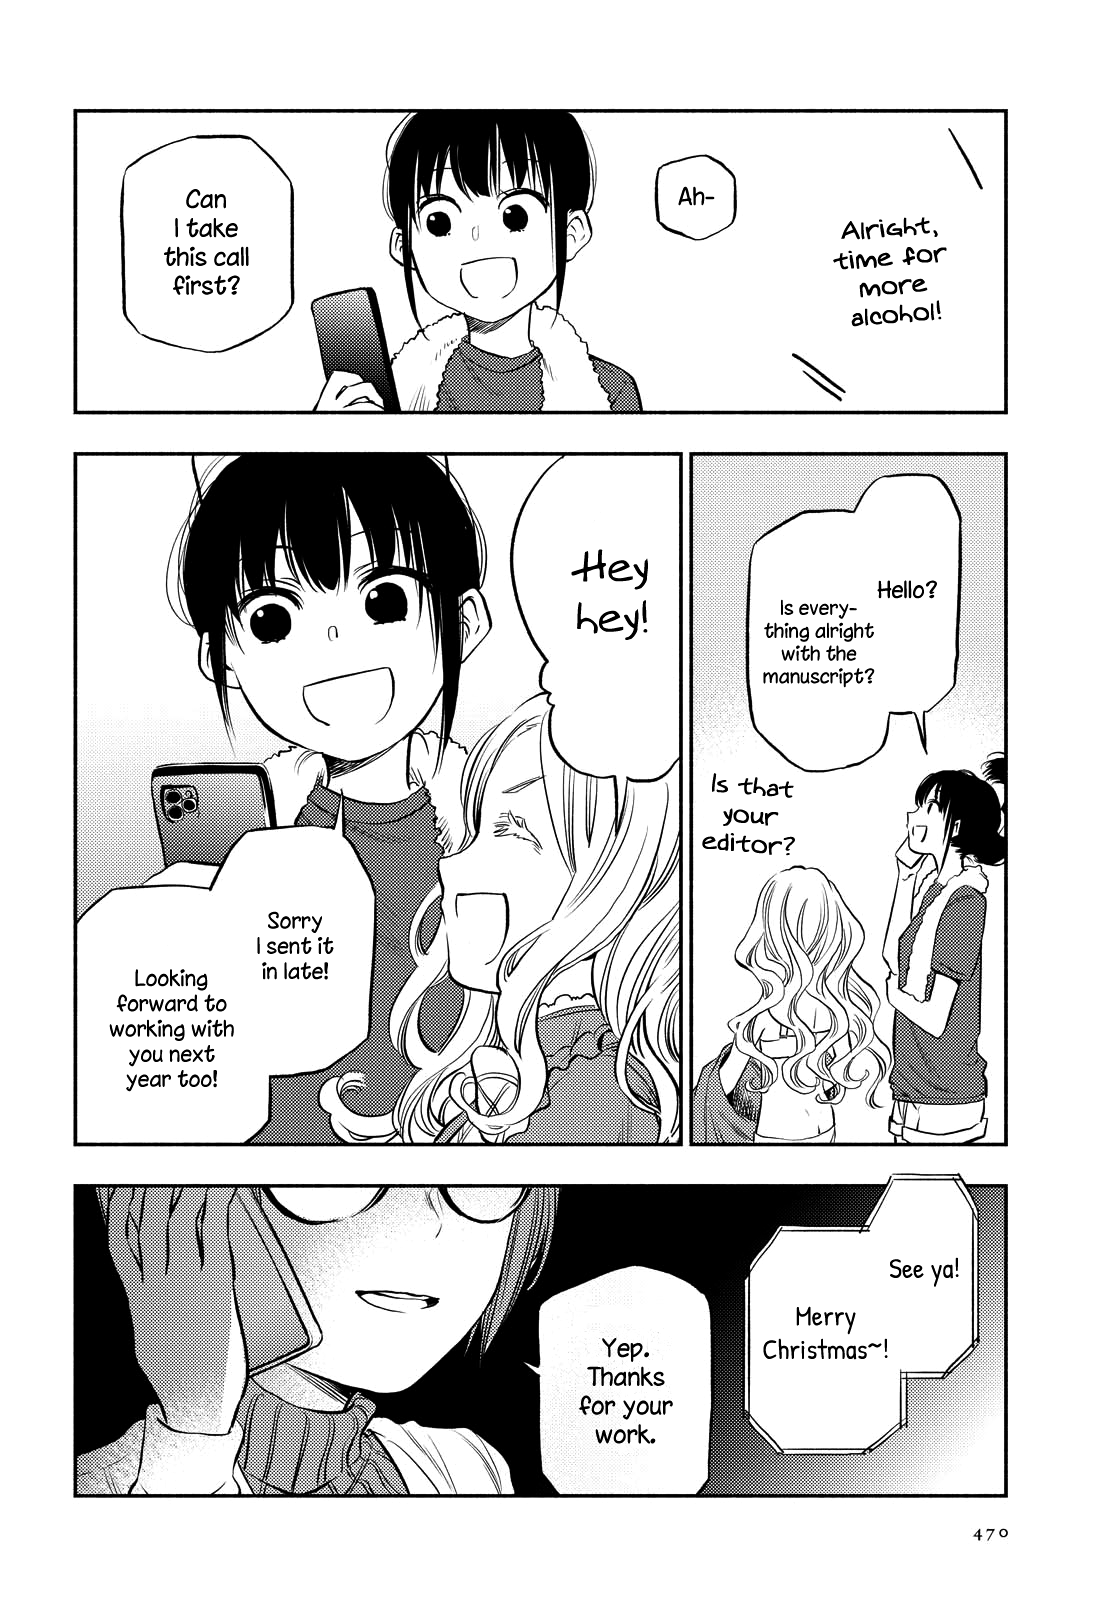 Alright,
time for
more
alcohol!
Ah-
Can
I take
this call
first?
Hello?
Is every-
thing alright
with the
manuscript?
Is that
your
editor?
Hey
hey!
Sorry
I sent it
in late!
Looking
forward to
working with
you next
year too!
See ya!
Merry
Christmas~!
Yep.
Thanks
for your
work.
470